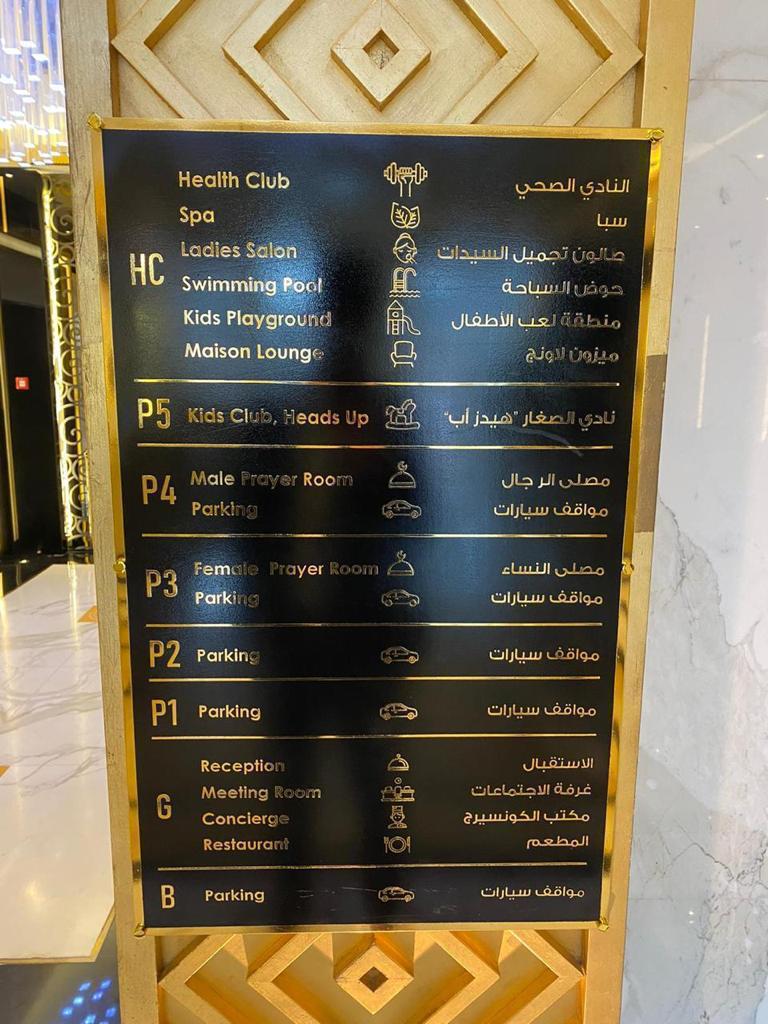 HC
Health Club النادي الصحي
Spa سبا
Ladies Salon صالون تجميل السيدات
Swimming Pool حوض السباحة
Kids Playground منطقة لعب الأطفال
Maison Lounge ميزون لاونج
P5 Kids Club, Heads Up نادي الصغار "هيدز أب"
P4
Male Prayer Room مصلى الرجال
Parking مواقف سيارات
P3
Female Prayer Room مصلى النساء
Parking مواقف سيارات
P2 Parking مواقف سيارات
P1 Parking مواقف سيارات
G
Reception الاستقبال
Meeting Room غرفة الاجتماعات
Concierge مكتب الكونسيرج
Restaurant المطعم
B Parking مواقف سيارات